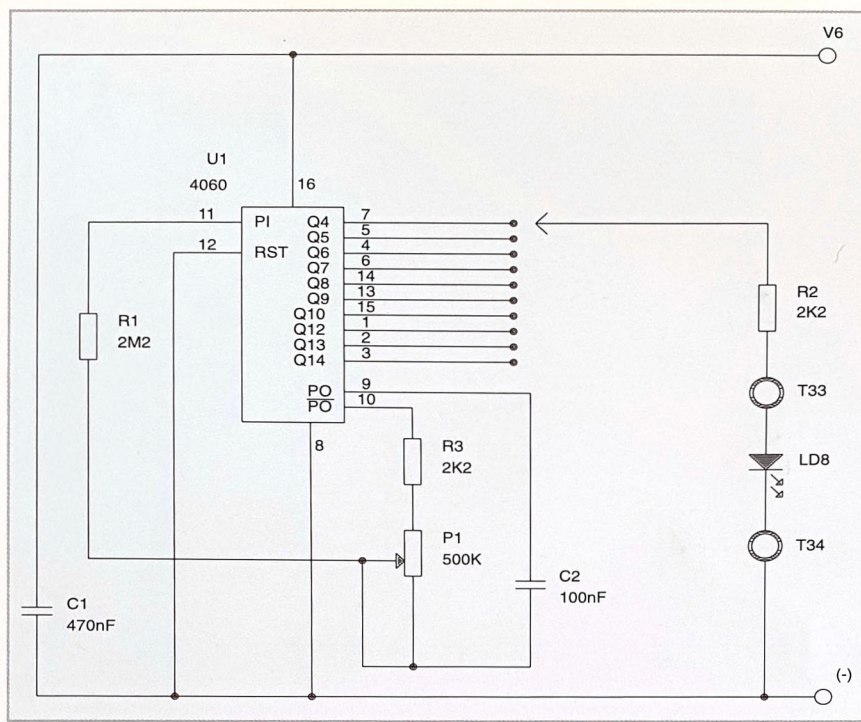 V6
U1
4060
16
11
PI
12
RST
Q4
7
Q5
5
Q6
4
Q7
6
Q8
14
Q9
13
Q10
15
Q12
1
Q13
2
Q14
3
PO
9
PO
10
8
R1
2M2
R2
2K2
T33
LD8
T34
R3
2K2
P1
500K
C2
100nF
C1
470nF
(-)